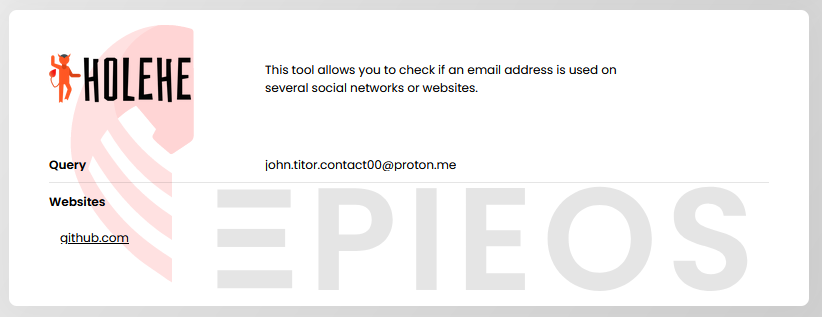 HOLEHE
This tool allows you to check if an email address is used on
several social networks or websites.
Query john.titor.contact00@proton.me
Websites
github.com
EPIEOS